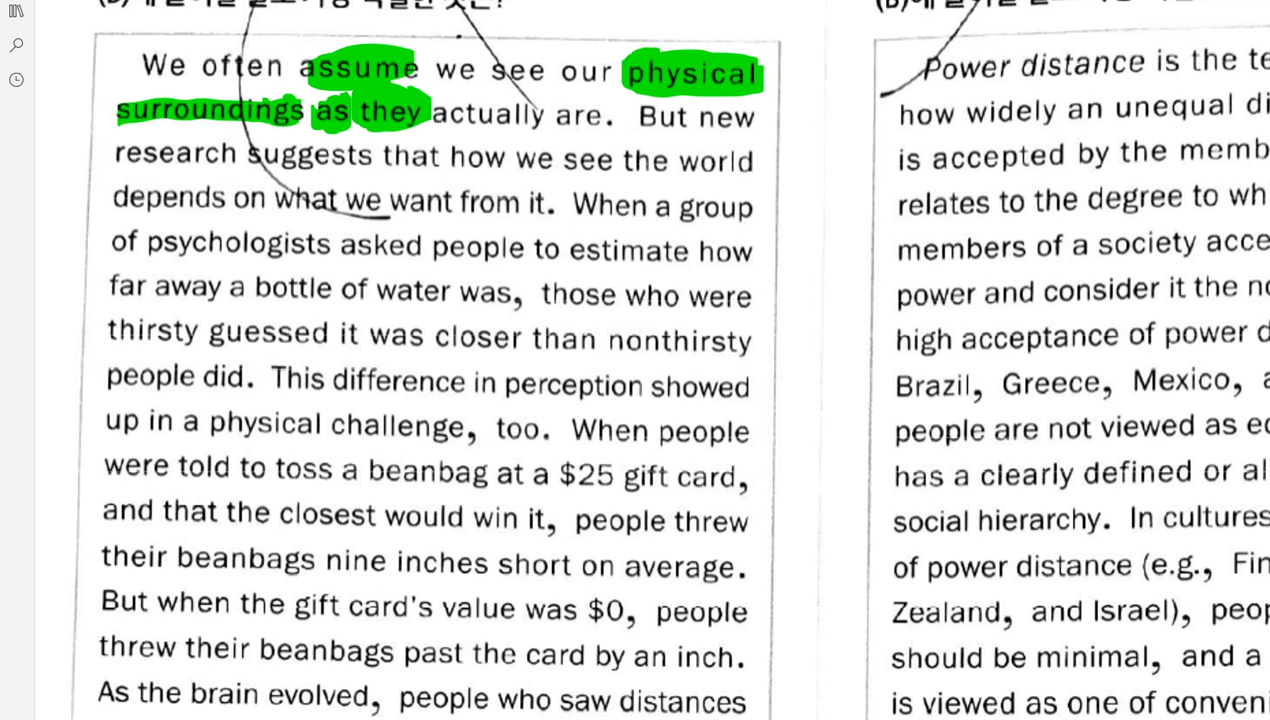 We often assume we see our physical
surroundings as they actually are. But new
research suggests that how we see the world
depends on what we want from it. When a group
of psychologists asked people to estimate how
far away a bottle of water was, those who were
thirsty guessed it was closer than nonthirsty
people did. This difference in perception showed
up in a physical challenge, too. When people
were told to toss a beanbag at a $25 gift card,
and that the closest would win it, people threw
their beanbags nine inches short on average.
But when the gift card's value was $0, people
threw their beanbags past the card by an inch.
As the brain evolved, people who saw distances
Power distance is the
how widely an unequal
is accepted by the
relates to the degree to
members of a society
power and consider it the
high acceptance of power
Brazil, Greece, Mexico,
people are not viewed as
has a clearly defined or
social hierarchy. In cultures
of power distance (e.g.,
Zealand, and Israel),
should be minimal, and a
is viewed as one of